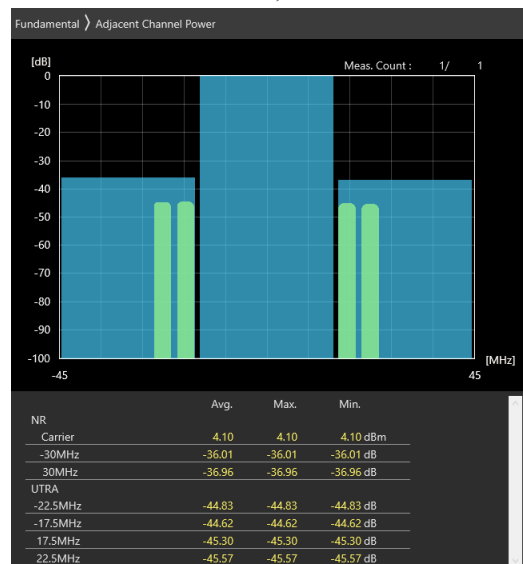 Fundamental 〉 Adjacent Channel Power
[dB]
Meas. Count : 1/ 1
0
-10
-20
-30
-40
-50
-60
-70
-80
-90
-100
[MHz]
-45 45
Avg. Max. Min.
NR
Carrier 4.10 4.10 4.10 dBm
-30MHz -36.01 -36.01 -36.01 dB
30MHz -36.96 -36.96 -36.96 dB
UTRA
-22.5MHz -44.83 -44.83 -44.83 dB
-17.5MHz -44.62 -44.62 -44.62 dB
17.5MHz -45.30 -45.30 -45.30 dB
22.5MHz -45.57 -45.57 -45.57 dB